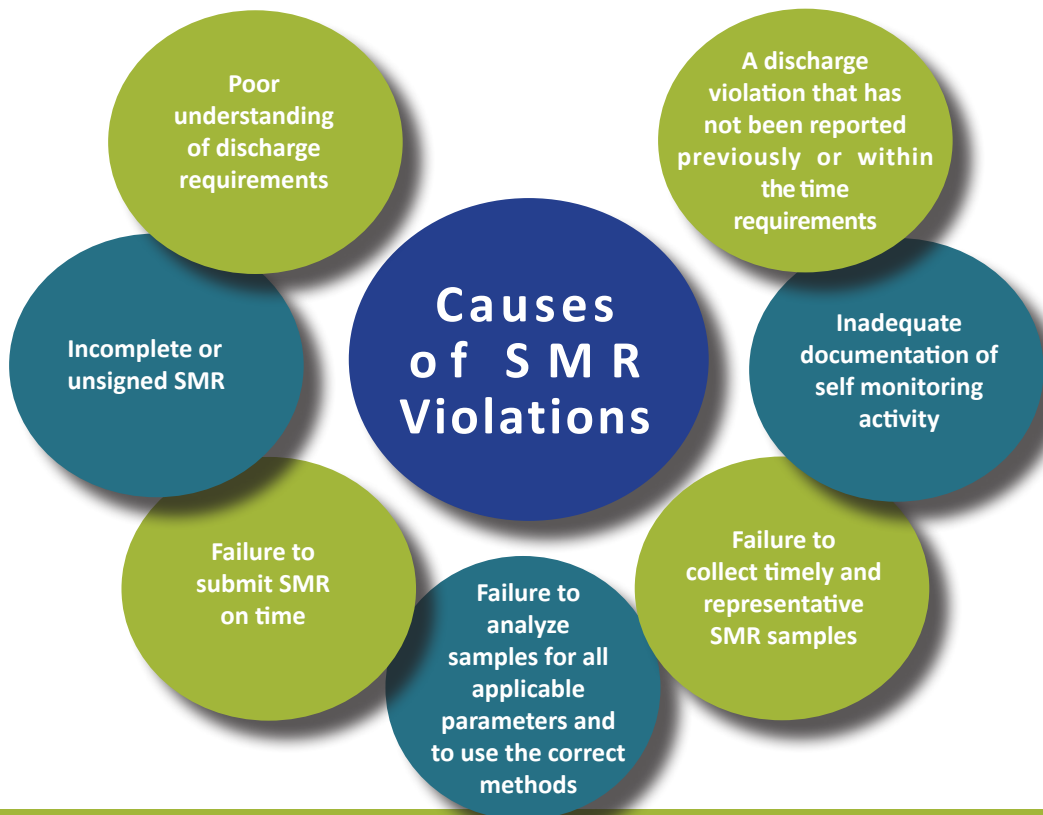 Poor
understanding
of discharge
requirements
A discharge
violation that has
not been reported
previously or within
the time
requirements
Causes
of SMR
Violations
Incomplete or
unsigned SMR
Inadequate
documentation of
self monitoring
activity
Failure to
submit SMR
on time
Failure to
analyze
samples for all
applicable
parameters and
to use the correct
methods
Failure to
collect timely and
representative
SMR samples